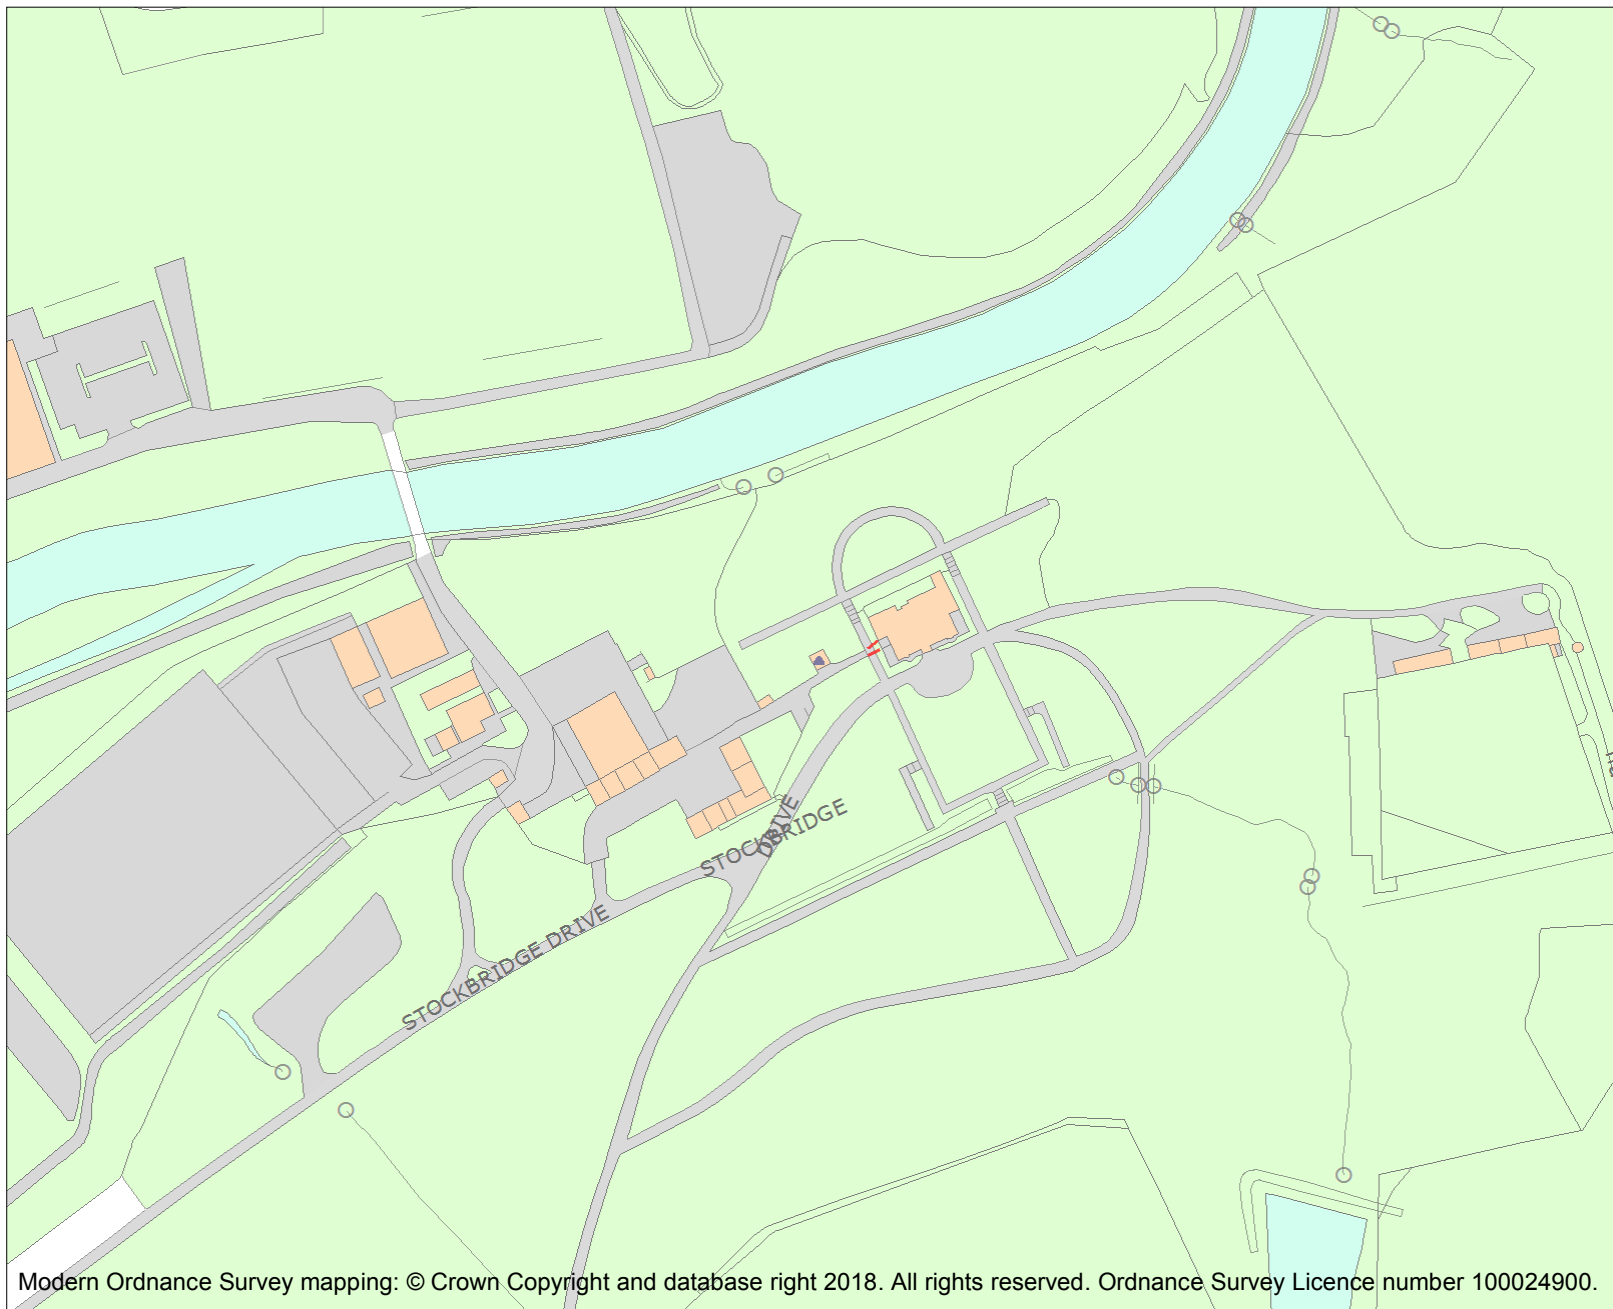 STOCKBRIDGE
DRIVE
STOCKBRIDGE DRIVE
Modern Ordnance Survey mapping: © Crown Copyright and database right 2018. All rights reserved. Ordnance Survey Licence number 100024900.